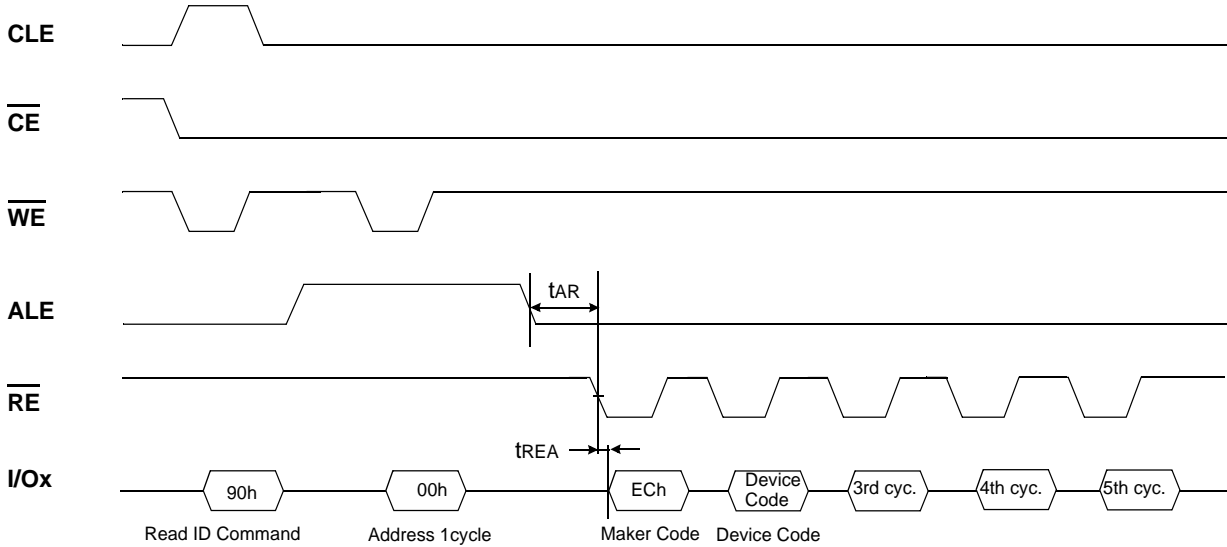 CLE
CE
WE
ALE
tAR
RE
tREA
I/Ox
90h
00h
ECh
Device
Code
3rd cyc.
4th cyc.
5th cyc.
Read ID Command
Address 1cycle
Maker Code
Device Code